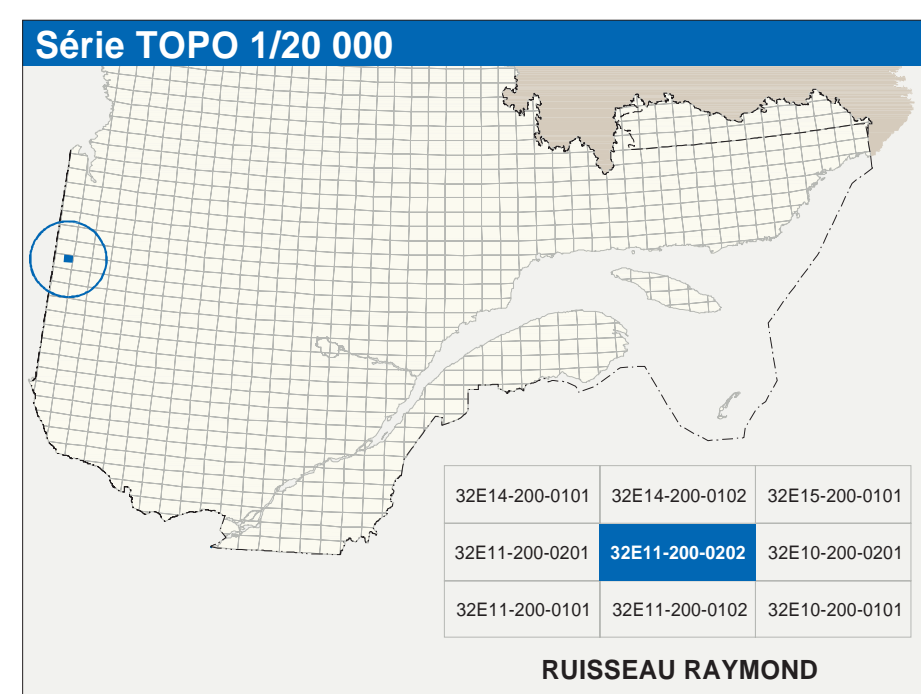 Série TOPO 1/20 000
32E14-200-0101 32E14-200-0102 32E15-200-0101
32E11-200-0201 32E11-200-0202 32E10-200-0201
32E11-200-0101 32E11-200-0102 32E10-200-0101
RUISSEAU RAYMOND